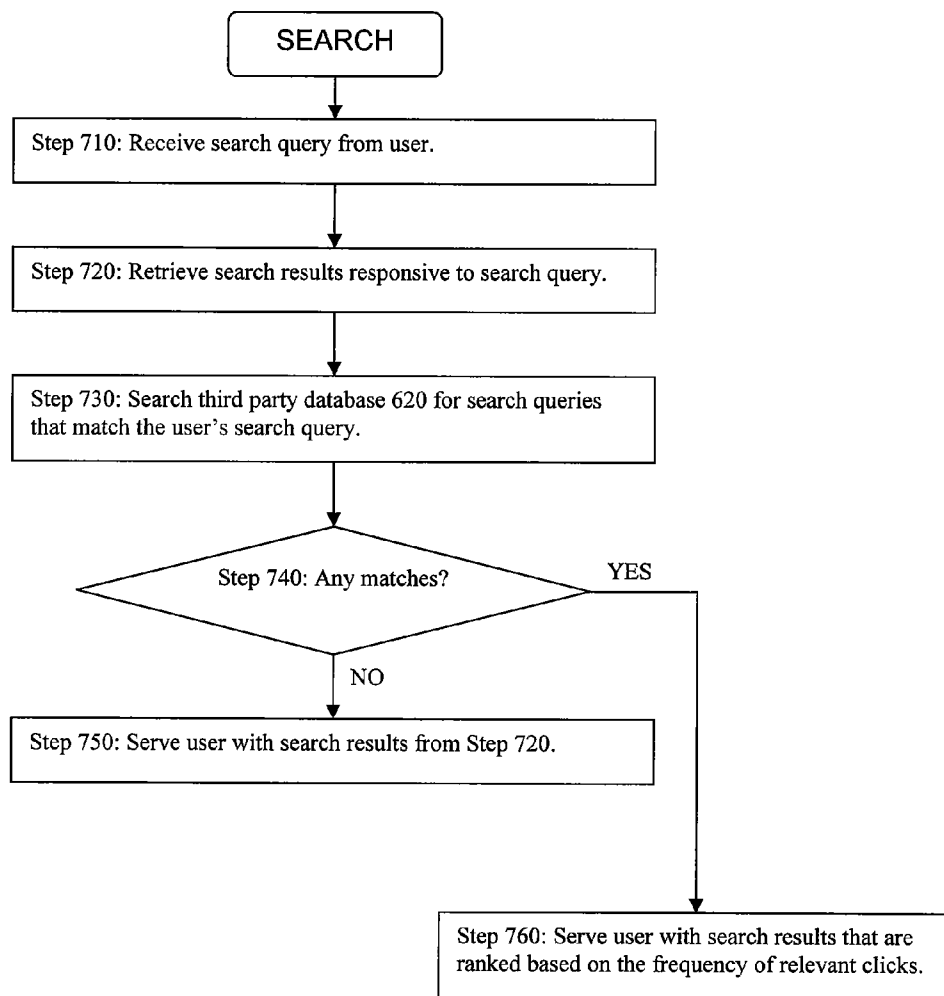 SEARCH
Step 710: Receive search query from user.
Step 720: Retrieve search results responsive to search query.
Step 730: Search third party database 620 for search queries
that match the user's search query.
Step 740: Any matches?
YES
NO
Step 750: Serve user with search results from Step 720.
Step 760: Serve user with search results that are
ranked based on the frequency of relevant clicks.